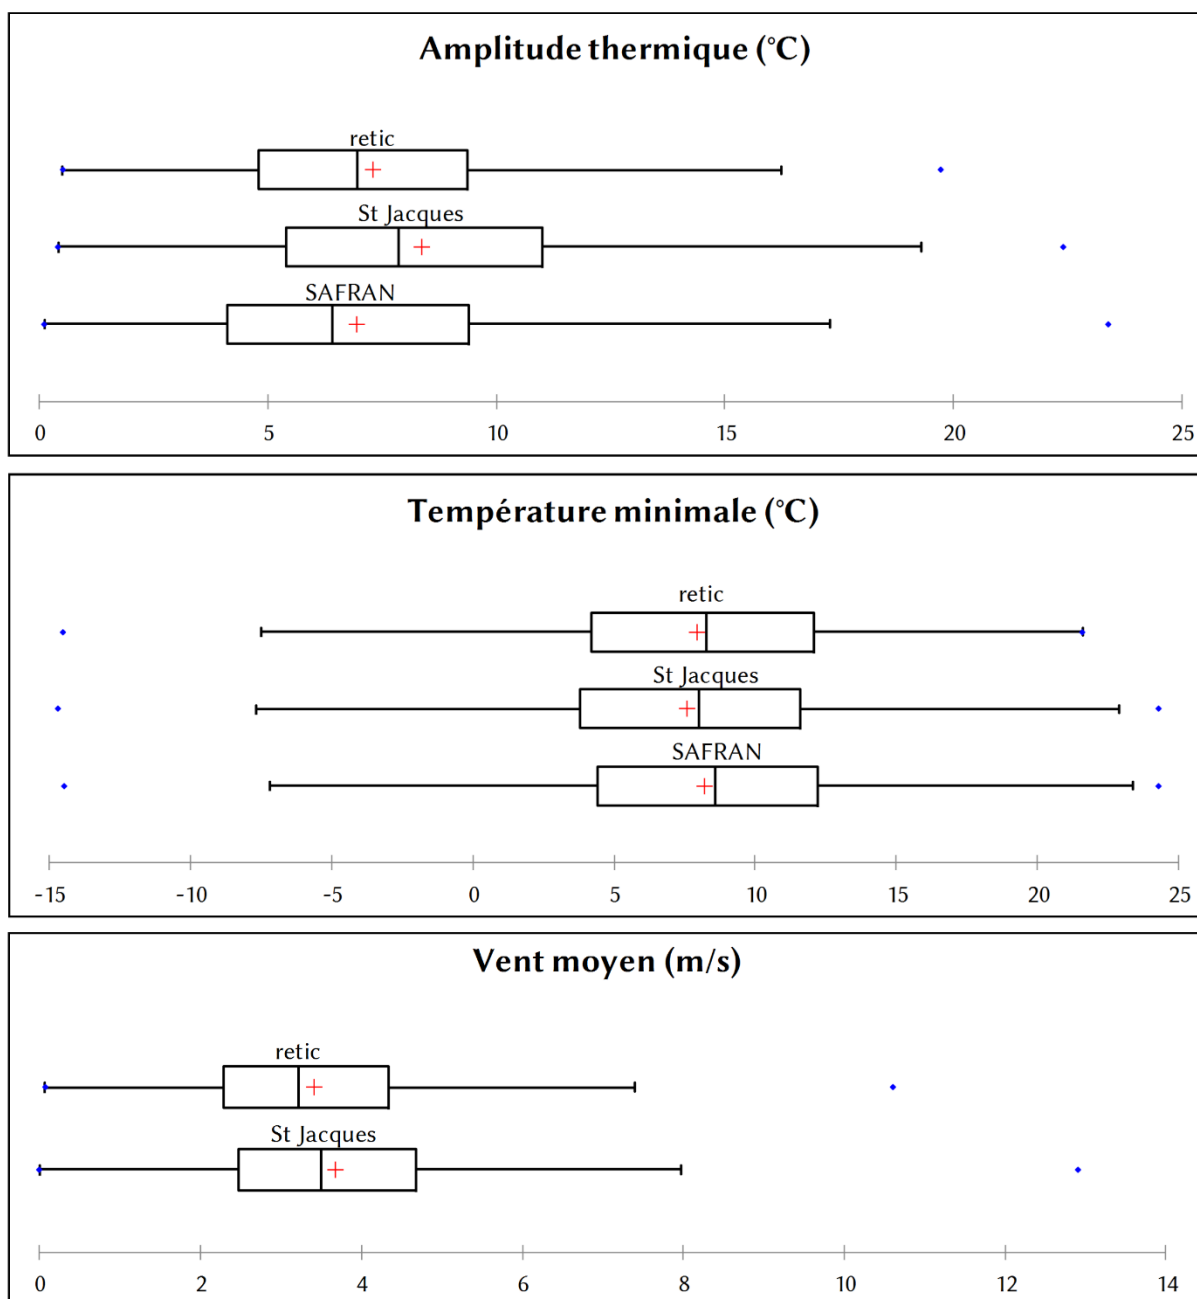 Amplitude thermique (°C)
retic
St Jacques
SAFRAN
0 5 10 15 20 25
Température minimale (°C)
retic
St Jacques
SAFRAN
-15 -10 -5 0 5 10 15 20 25
Vent moyen (m/s)
retic
St Jacques
0 2 4 6 8 10 12 14